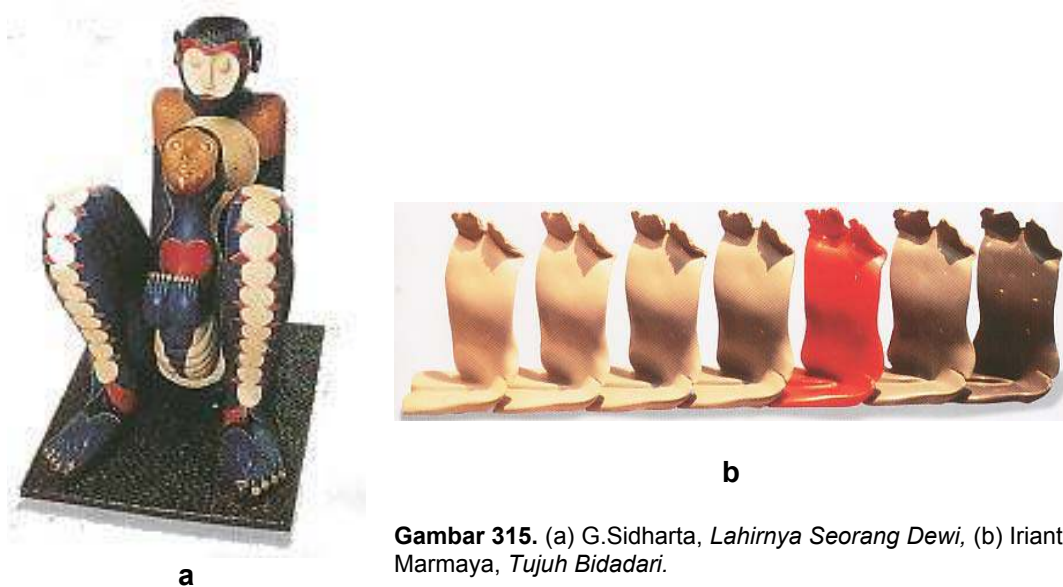 a
b
Gambar 315. (a) G.Sidharta, Lahirnya Seorang Dewi, (b) Iriant
Marmaya, Tujuh Bidadari.